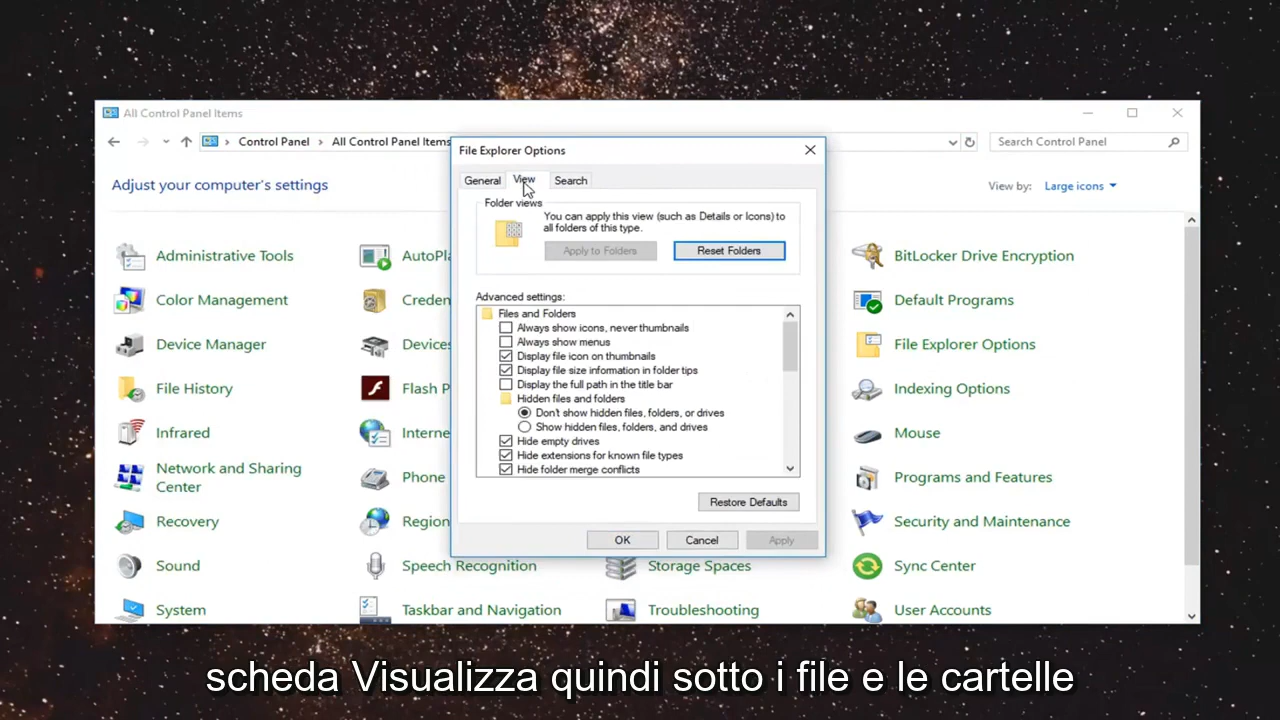 All Control Panel Items
Control Panel > All Control Panel Items
Search Control Panel
Adjust your computer's settings
View by: Large icons
File Explorer Options
General View Search
Folder views
You can apply this view (such as Details or Icons) to
all folders of this type.
Apply to Folders Reset Folders
Advanced settings:
Files and Folders
Always show icons, never thumbnails
Always show menus
Display file icon on thumbnails
Display file size information in folder tips
Display the full path in the title bar
Hidden files and folders
Don't show hidden files, folders, or drives
Show hidden files, folders, and drives
Hide empty drives
Hide extensions for known file types
Hide folder merge conflicts
Restore Defaults
OK Cancel Apply
Administrative Tools AutoPla BitLocker Drive Encryption
Color Management Creden Default Programs
Device Manager Devices File Explorer Options
File History Flash P Indexing Options
Infrared Interne Mouse
Network and Sharing
Center Phone Programs and Features
Recovery Region Security and Maintenance
Sound Speech Recognition Storage Spaces Sync Center
System Taskbar and Navigation Troubleshooting User Accounts
scheda Visualizza quindi sotto i file e le cartelle